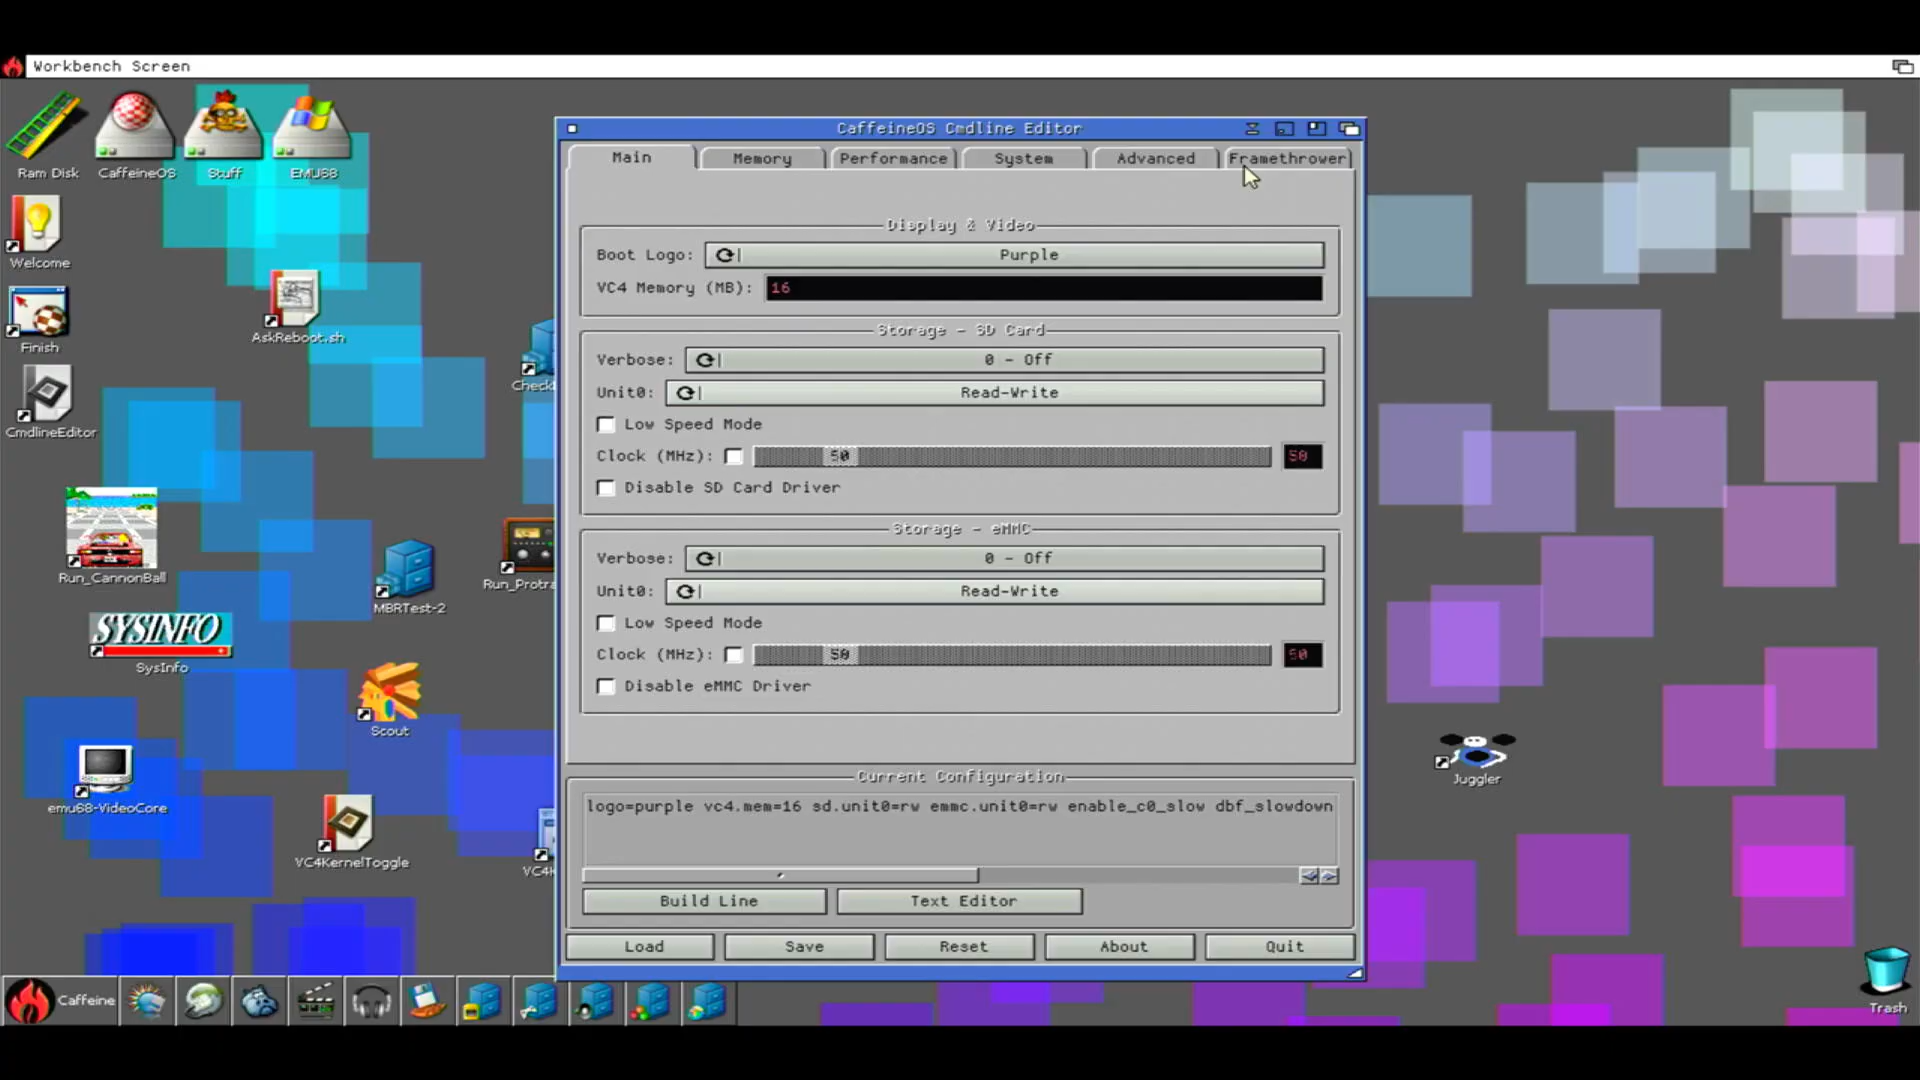 Workbench Screen
Ram Disk
CaffeineOS
Stuff
EMU68
Welcome
AskReboot.sh
Finish
CmdlineEditor
Run_CannonBall
MBRTest-2
SYSINFO
SysInfo
Scout
emu68-VideoCore
VC4KernelToggle
Check
Run_Protra
VC4K
CaffeineOS Cmdline Editor
Main
Memory
Performance
System
Advanced
Framethrower
Display & Video
Boot Logo: Purple
VC4 Memory (MB): 16
Storage - SD Card
Verbose: 0 - Off
Unit0: Read-Write
Low Speed Mode
Clock (MHz): 50 50
Disable SD Card Driver
Storage - eMMC
Verbose: 0 - Off
Unit0: Read-Write
Low Speed Mode
Clock (MHz): 50 50
Disable eMMC Driver
Current Configuration
logo=purple vc4.mem=16 sd.unit0=rw emmc.unit0=rw enable_c0_slow dbf_slowdown
Build Line
Text Editor
Load
Save
Reset
About
Quit
Juggler
Trash
Caffeine